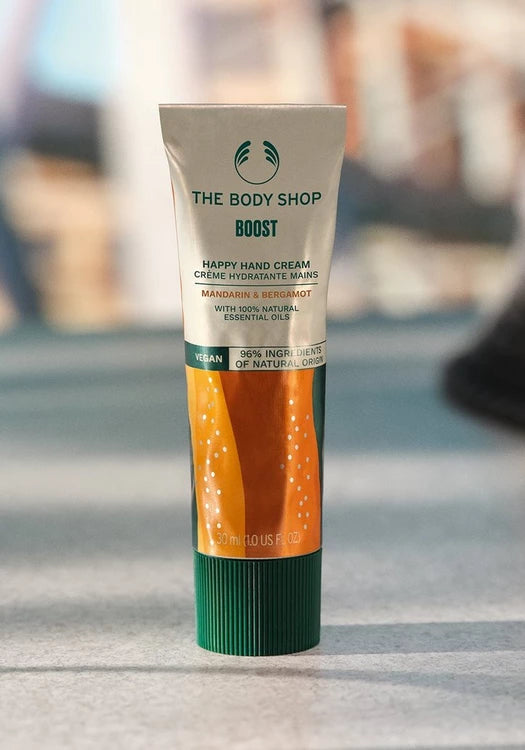 THE BODY SHOP
BOOST
HAPPY HAND CREAM
CRÈME HYDRATANTE MAINS
MANDARIN & BERGAMOT
WITH 100% NATURAL
ESSENTIAL OILS
VEGAN
96% INGREDIENTS
OF NATURAL ORIGIN
30 ml (1.0 US FL OZ)